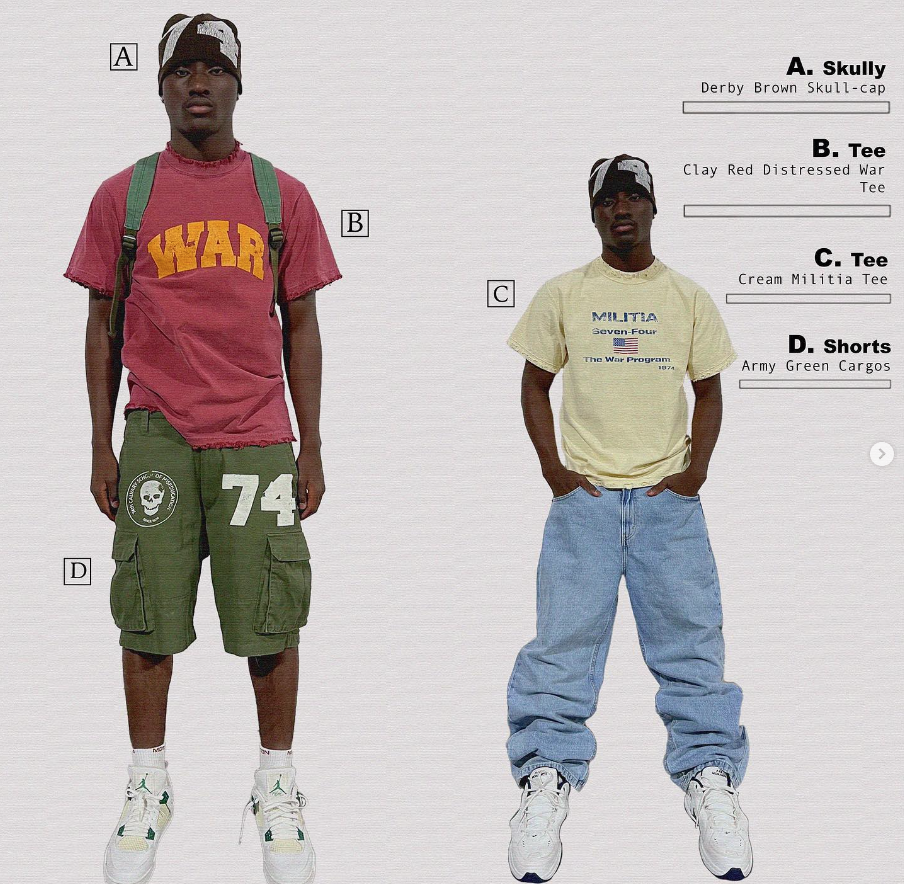 A
A. Skully
Derby Brown Skull-cap
B. Tee
Clay Red Distressed War
Tee
B
WAR
C. Tee
Cream Militia Tee
C
MILITIA
Seven-Four
The War Program
1974
D. Shorts
Army Green Cargos
74
D